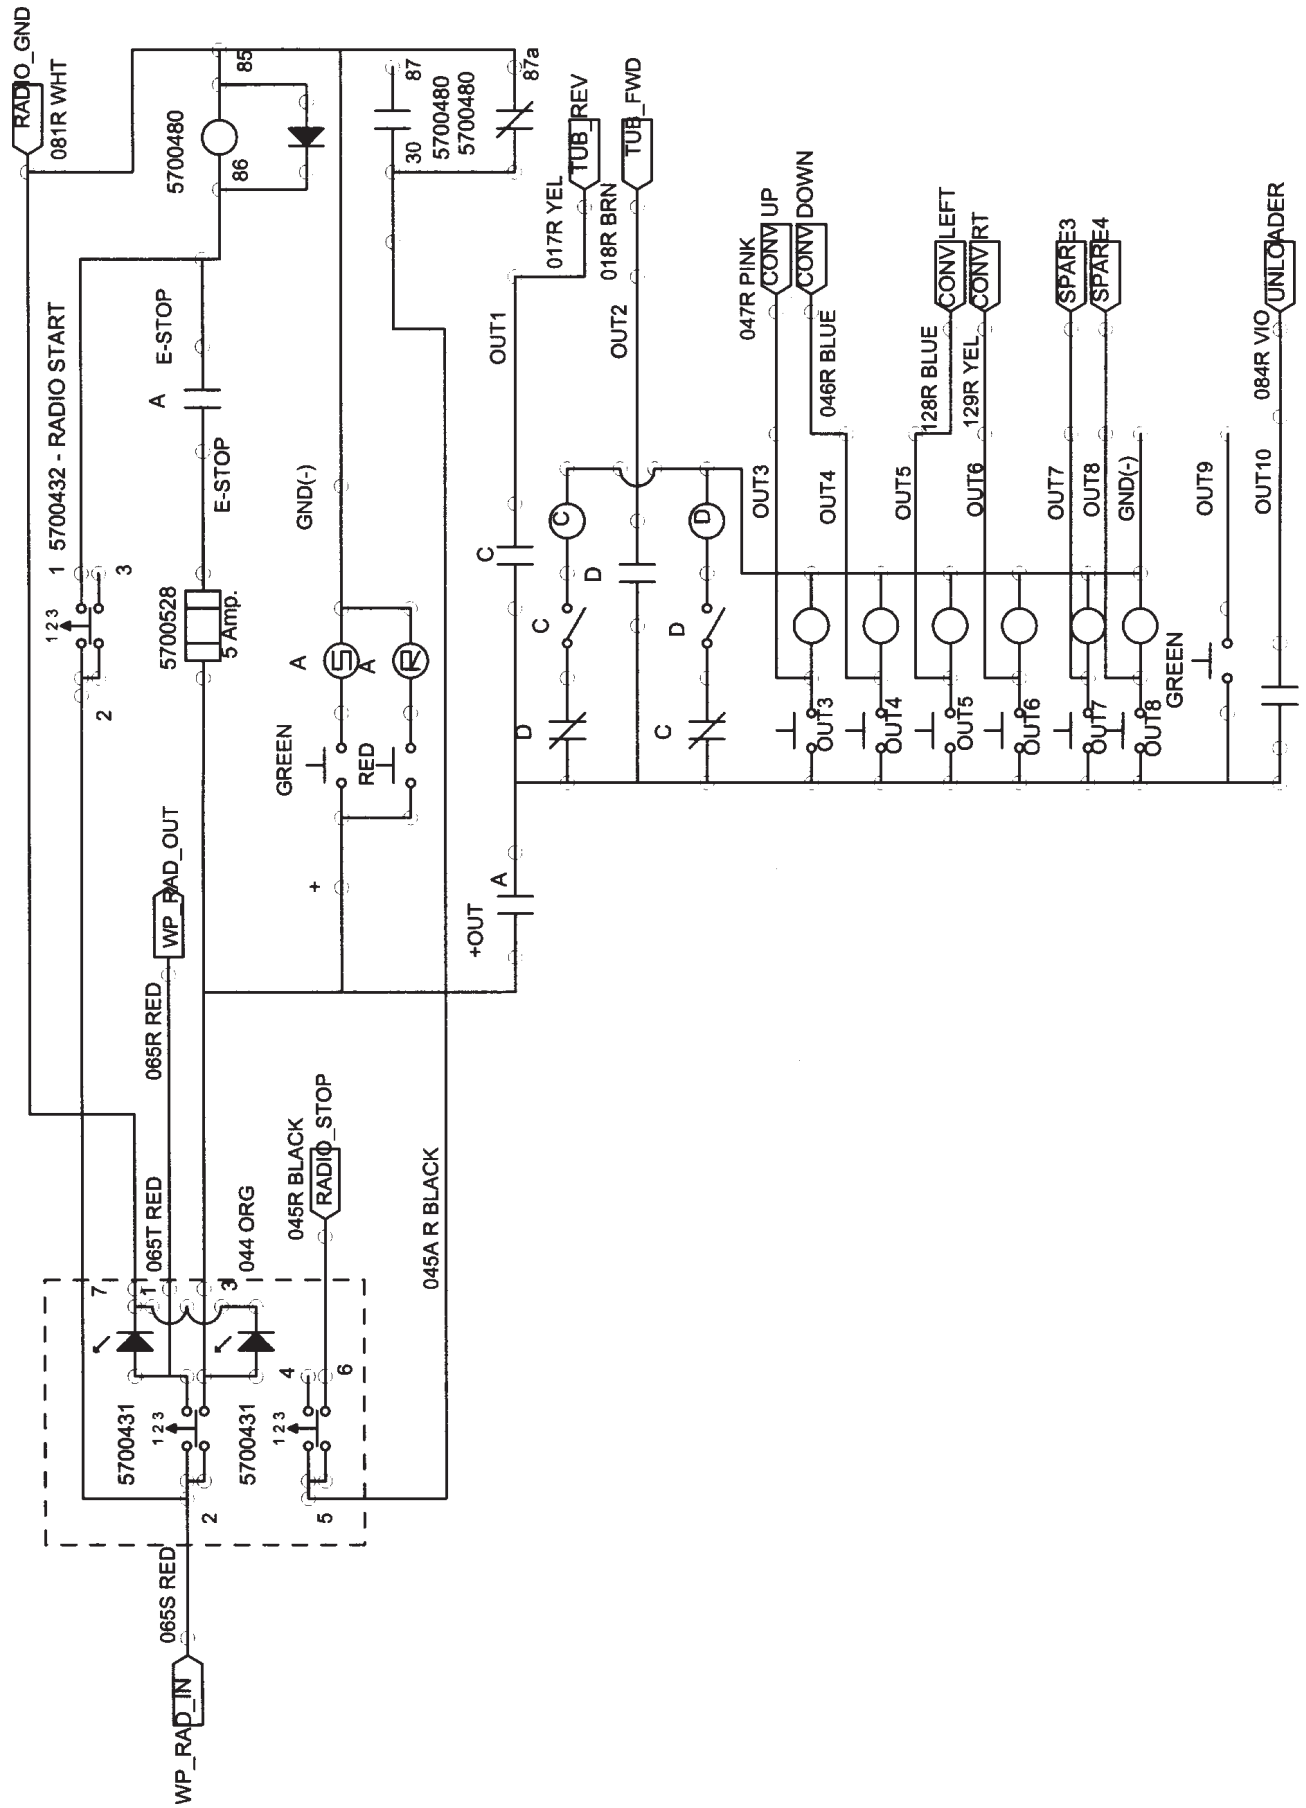 RADIO_GND
081R WHT
85
5700480
86
87
5700480
5700480
30
87a
TUB_REV
017R YEL
TUB_FWD
018R BRN
5700432 - RADIO START
1
3
1 2 3
2
E-STOP
A
E-STOP
5700528
5 Amp.
GND(-)
A
S
A
R
GREEN
RED
+
OUT1
OUT2
C
C
D
C
D
D
D
C
+OUT
A
047R PINK
CONV UP
CONV DOWN
046R BLUE
OUT3
OUT4
128R BLUE
CONV LEFT
129R YEL
CONV RT
OUT5
OUT6
SPARE3
SPARE4
OUT7
OUT8
GND(-)
OUT9
084R VIO
UNLOADER
OUT10
OUT3
OUT4
OUT5
OUT6
OUT7
OUT8
GREEN
WP_RAD_OUT
065R RED
065T RED
044 ORG
045R BLACK
RADIO_STOP
045A R BLACK
7
1
3
4
6
5700431
1 2 3
5700431
1 2 3
2
5
065S RED
WP_RAD_IN